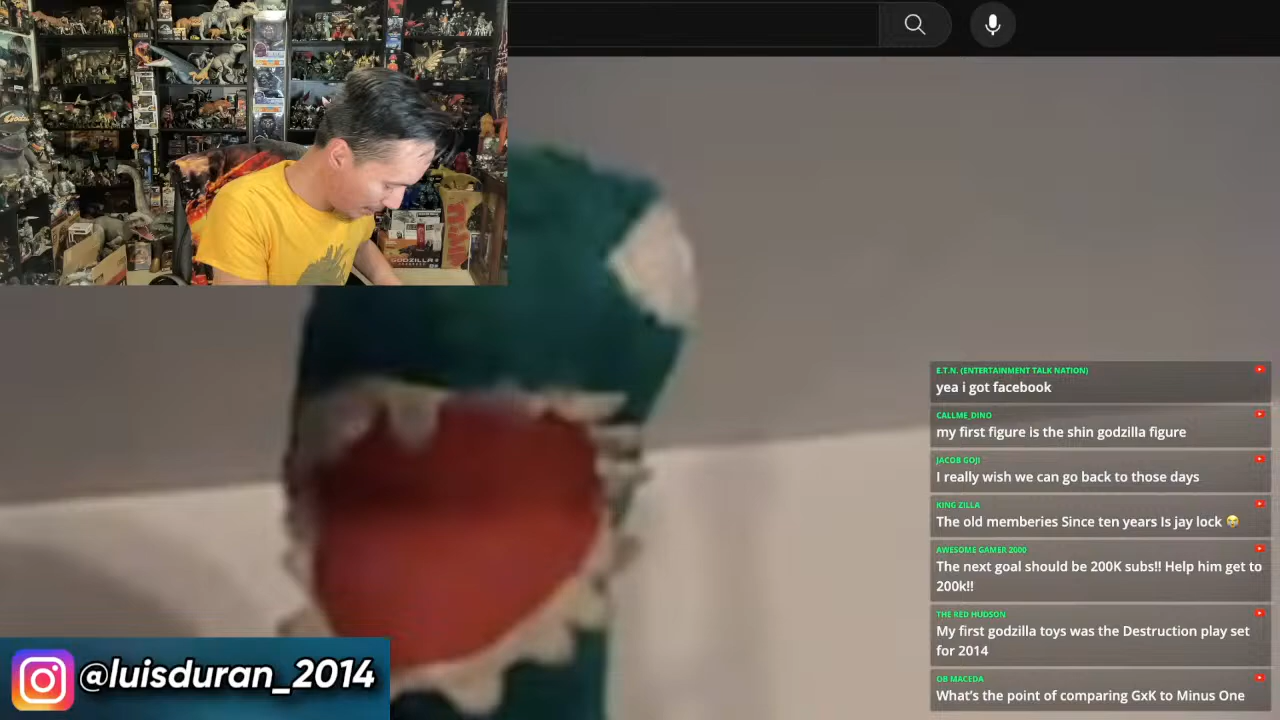 GODZILLA
E.T.N. (ENTERTAINMENT TALK NATION)
yea i got facebook
CALLME_DINO
my first figure is the shin godzilla figure
JACOB GOJI
I really wish we can go back to those days
KING ZILLA
The old memberies Since ten years Is jay lock 😂
AWESOME GAMER 2000
The next goal should be 200K subs!! Help him get to
200k!!
THE RED HUDSON
My first godzilla toys was the Destruction play set
for 2014
OB MACEDA
What's the point of comparing GxK to Minus One
@luisduran_2014